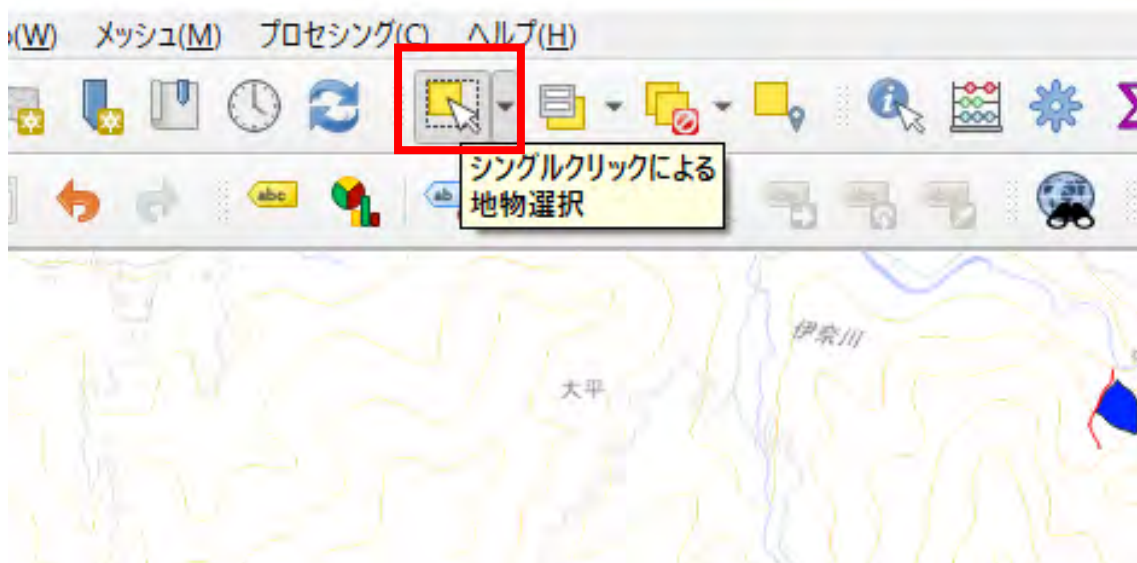 (W) メッシュ(M) プロセシング(C) ヘルプ(H)
abc
ab
シングルクリックによる
地物選択
伊奈川
大平